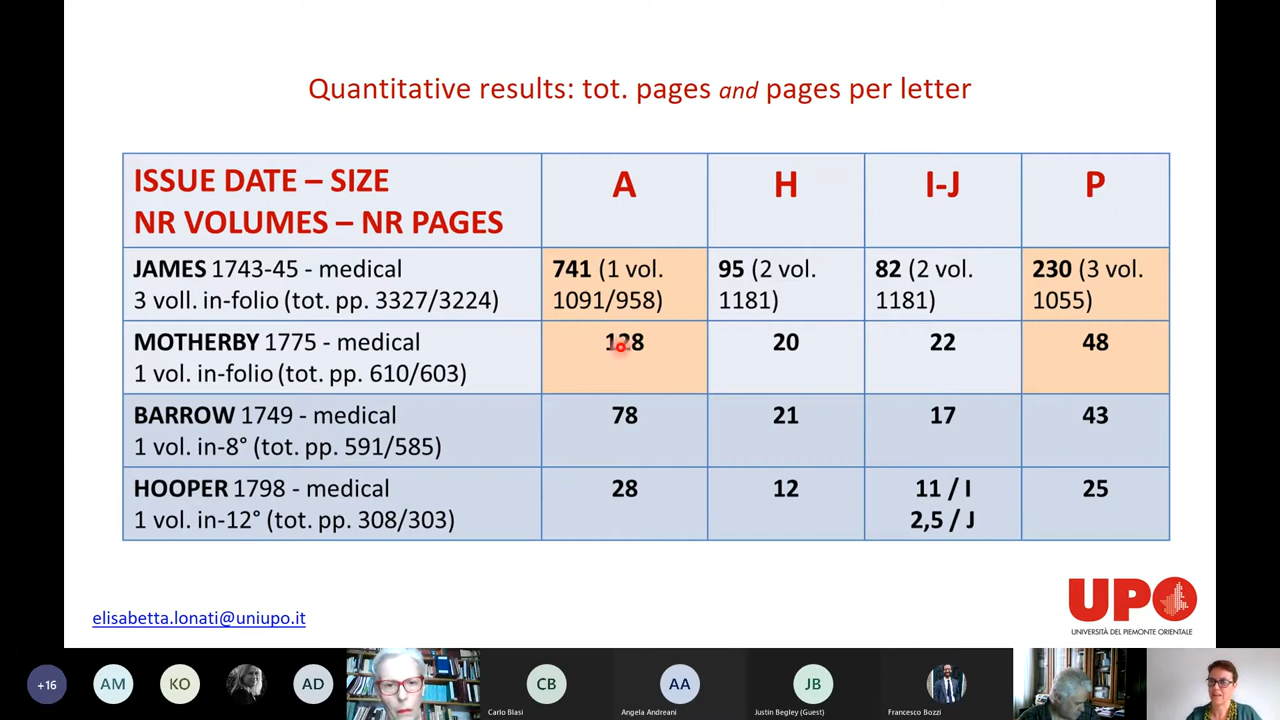 Quantitative results: tot. pages and pages per letter
ISSUE DATE – SIZE
NR VOLUMES – NR PAGES
A
H
I-J
P
JAMES 1743-45 - medical
3 voll. in-folio (tot. pp. 3327/3224)
741 (1 vol.
1091/958)
95 (2 vol.
1181)
82 (2 vol.
1181)
230 (3 vol.
1055)
MOTHERBY 1775 - medical
1 vol. in-folio (tot. pp. 610/603)
128
20
22
48
BARROW 1749 - medical
1 vol. in-8° (tot. pp. 591/585)
78
21
17
43
HOOPER 1798 - medical
1 vol. in-12° (tot. pp. 308/303)
28
12
11 / I
2,5 / J
25
elisabetta.lonati@uniupo.it
UPO
UNIVERSITÀ DEL PIEMONTE ORIENTALE
+16
AM
KO
AD
CB
Carlo Blasi
AA
Angela Andreani
JB
Justin Begley (Guest)
Francesco Bozzi